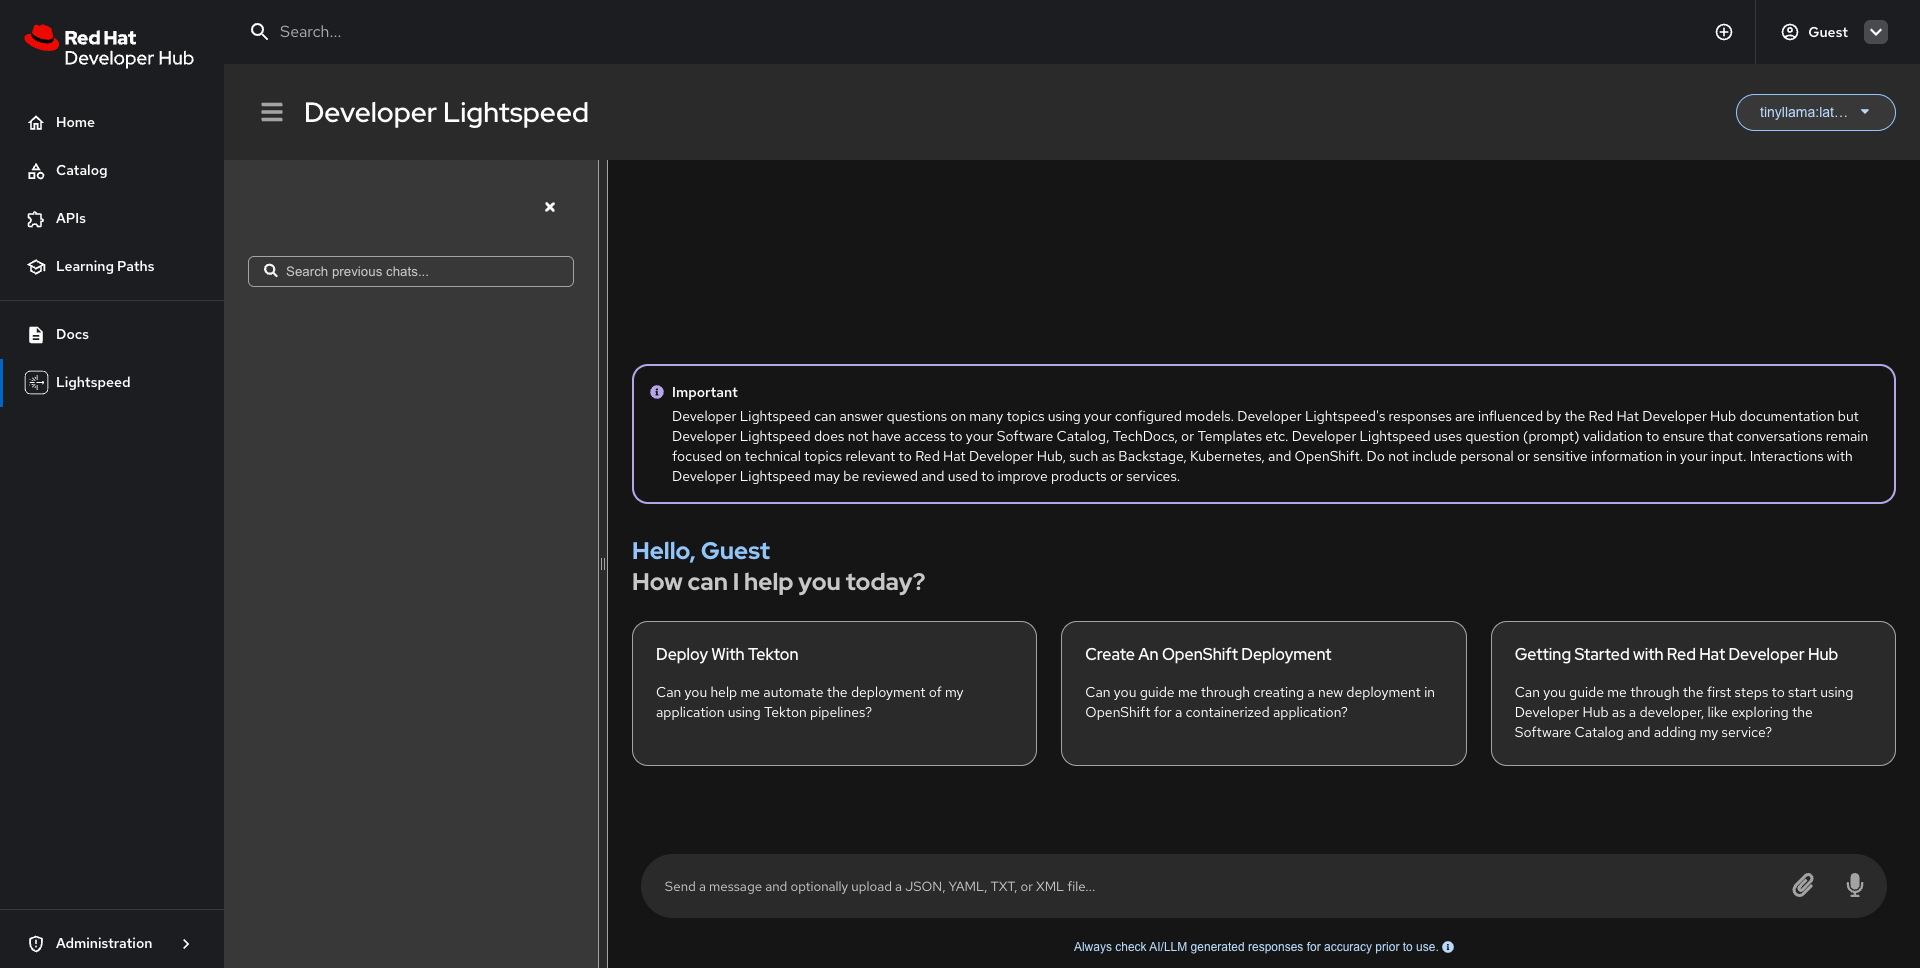 Red Hat
Developer Hub
Search...
Guest
Home
Catalog
APIs
Learning Paths
Docs
Lightspeed
Administration
Developer Lightspeed
tinyllama:lat...
Search previous chats...
Important
Developer Lightspeed can answer questions on many topics using your configured models. Developer Lightspeed's responses are influenced by the Red Hat Developer Hub documentation but
Developer Lightspeed does not have access to your Software Catalog, TechDocs, or Templates etc. Developer Lightspeed uses question (prompt) validation to ensure that conversations remain
focused on technical topics relevant to Red Hat Developer Hub, such as Backstage, Kubernetes, and OpenShift. Do not include personal or sensitive information in your input. Interactions with
Developer Lightspeed may be reviewed and used to improve products or services.
Hello, Guest
How can I help you today?
Deploy With Tekton
Can you help me automate the deployment of my
application using Tekton pipelines?
Create An OpenShift Deployment
Can you guide me through creating a new deployment in
OpenShift for a containerized application?
Getting Started with Red Hat Developer Hub
Can you guide me through the first steps to start using
Developer Hub as a developer, like exploring the
Software Catalog and adding my service?
Send a message and optionally upload a JSON, YAML, TXT, or XML file...
Always check AI/LLM generated responses for accuracy prior to use.